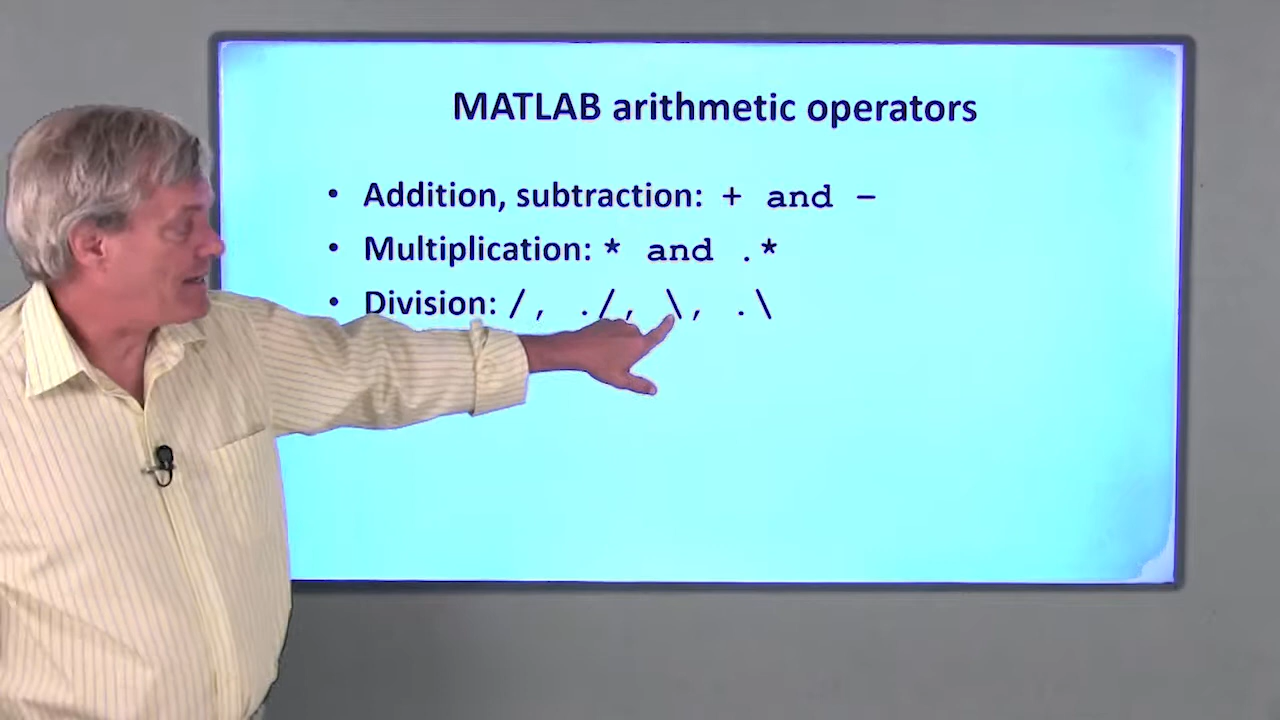 MATLAB arithmetic operators
• Addition, subtraction: + and -
• Multiplication: * and .*
• Division: /, ./, \, .\